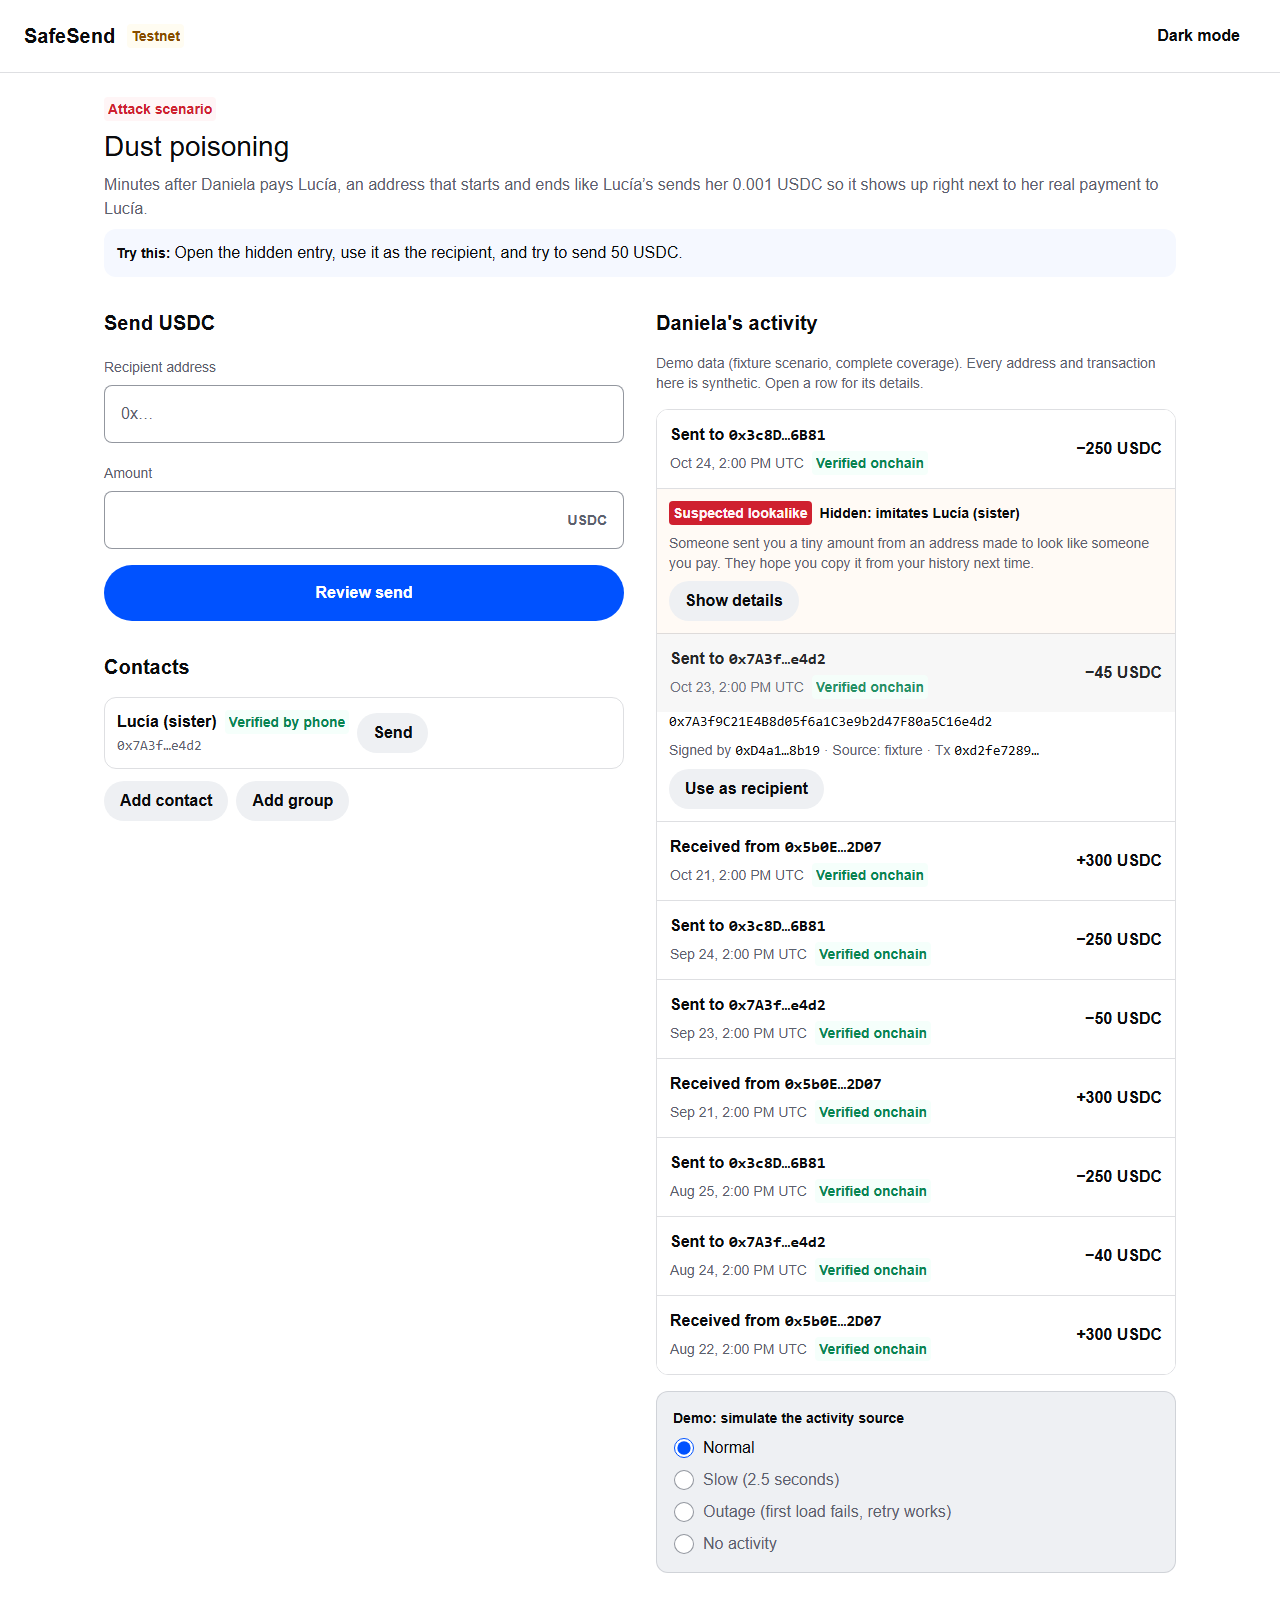 SafeSend Testnet
Dark mode
Attack scenario
Dust poisoning
Minutes after Daniela pays Lucía, an address that starts and ends like Lucía’s sends her 0.001 USDC so it shows up right next to her real payment to
Lucía.
Try this: Open the hidden entry, use it as the recipient, and try to send 50 USDC.
Send USDC
Recipient address
0x…
Amount
USDC
Review send
Contacts
Lucía (sister) Verified by phone
0x7A3f…e4d2
Send
Add contact
Add group
Daniela's activity
Demo data (fixture scenario, complete coverage). Every address and transaction
here is synthetic. Open a row for its details.
Sent to 0x3c8D…6B81
Oct 24, 2:00 PM UTC Verified onchain
−250 USDC
Suspected lookalike Hidden: imitates Lucía (sister)
Someone sent you a tiny amount from an address made to look like someone
you pay. They hope you copy it from your history next time.
Show details
Sent to 0x7A3f…e4d2
Oct 23, 2:00 PM UTC Verified onchain
−45 USDC
0x7A3f9C21E4B8d05f6a1C3e9b2d47F80a5C16e4d2
Signed by 0xD4a1…8b19 · Source: fixture · Tx 0xd2fe7289…
Use as recipient
Received from 0x5b0E…2D07
Oct 21, 2:00 PM UTC Verified onchain
+300 USDC
Sent to 0x3c8D…6B81
Sep 24, 2:00 PM UTC Verified onchain
−250 USDC
Sent to 0x7A3f…e4d2
Sep 23, 2:00 PM UTC Verified onchain
−50 USDC
Received from 0x5b0E…2D07
Sep 21, 2:00 PM UTC Verified onchain
+300 USDC
Sent to 0x3c8D…6B81
Aug 25, 2:00 PM UTC Verified onchain
−250 USDC
Sent to 0x7A3f…e4d2
Aug 24, 2:00 PM UTC Verified onchain
−40 USDC
Received from 0x5b0E…2D07
Aug 22, 2:00 PM UTC Verified onchain
+300 USDC
Demo: simulate the activity source
Normal
Slow (2.5 seconds)
Outage (first load fails, retry works)
No activity